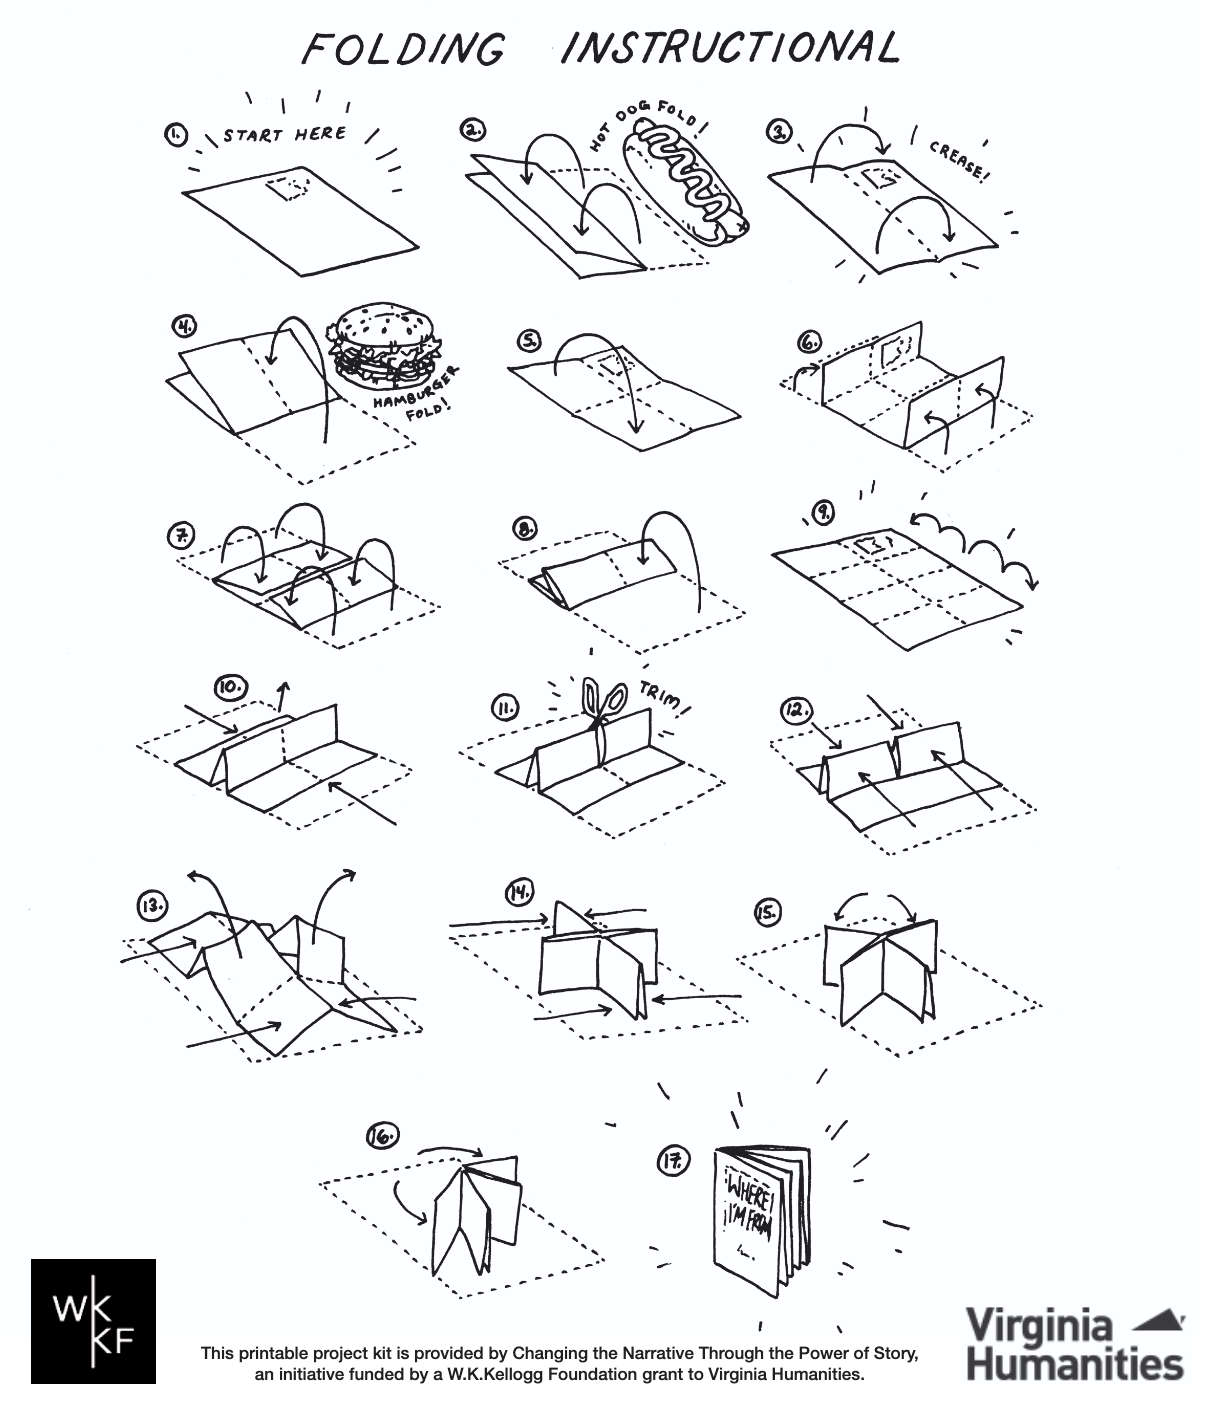 FOLDING INSTRUCTIONAL
1.
START HERE
2.
HOT DOG FOLD!
3.
CREASE!
4.
HAMBURGER
FOLD!
5.
6.
7.
8.
9.
10.
11.
TRIM!
12.
13.
14.
15.
16.
17.
WHERE
I'M FROM
WK
KF
This printable project kit is provided by Changing the Narrative Through the Power of Story,
an initiative funded by a W.K.Kellogg Foundation grant to Virginia Humanities.
Virginia
Humanities